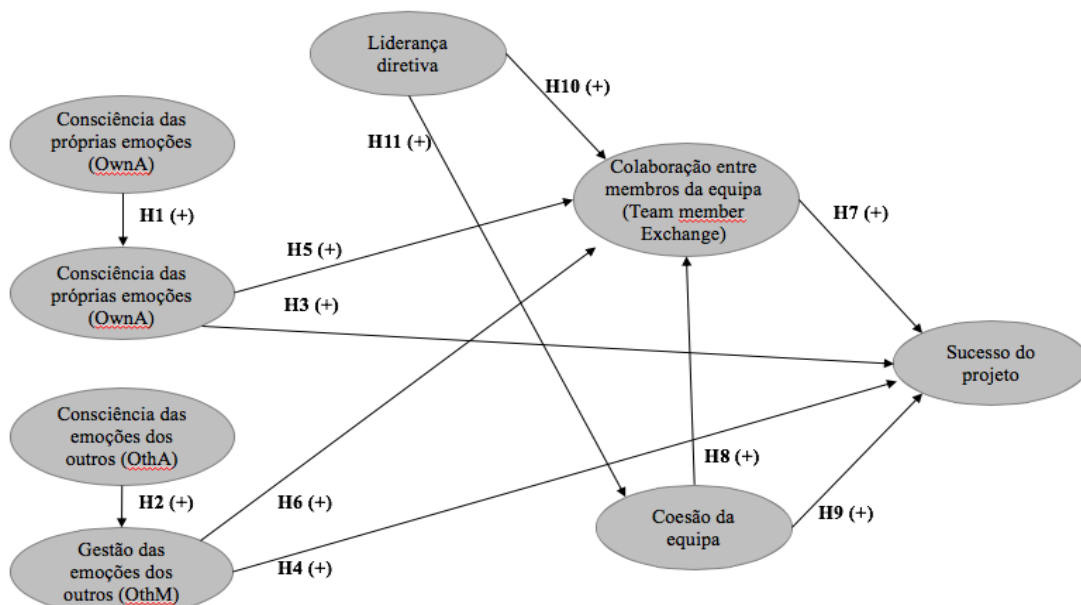 Liderança
diretiva
H10 (+)
H11 (+)
Consciência das
próprias emoções
(OwnA)
H1 (+)
Consciência das
próprias emoções
(OwnA)
Colaboração entre
membros da equipa
(Team member
Exchange)
H5 (+)
H3 (+)
H7 (+)
Sucesso do
projeto
Consciência das
emoções dos
outros (OthA)
H2 (+)
Gestão das
emoções dos
outros (OthM)
H6 (+)
H4 (+)
H8 (+)
Coesão da
equipa
H9 (+)